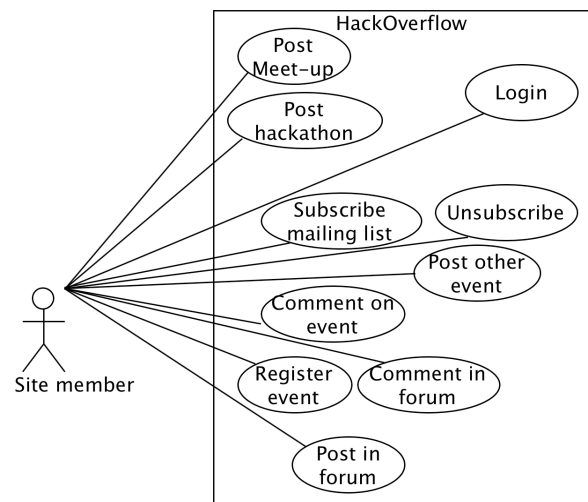 HackOverflow
Post
Meet-up
Login
Post
hackathon
Subscribe
mailing list
Unsubscribe
Post other
event
Comment on
event
Site member
Register
event
Comment in
forum
Post in
forum